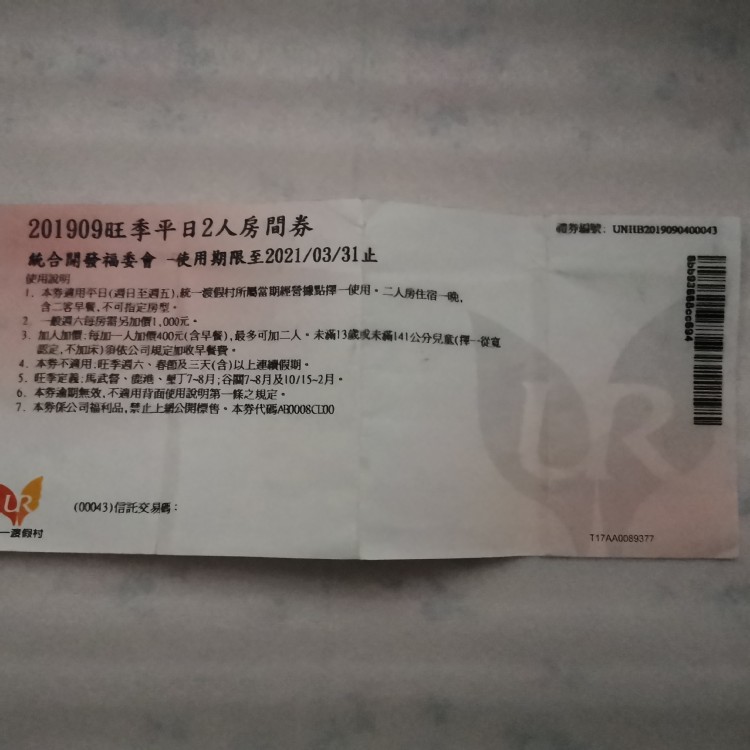 201909旺季平日2人房間券
禮券編號: UNHB2019090400043
統合開發福委會 -使用期限至2021/03/31止
使用說明
1. 本券適用平日(週日至週五),統一渡假村所屬當期經營據點擇一使用。二人房住宿一晚,
含二客早餐,不可指定房型。
2. 一般週六每房需另加價1,000元。
3. 加人加價:每加一人加價400元(含早餐),最多可加二人。未滿13歲或未滿141公分兒童(擇一從寬
認定,不加床)須依公司規定加收早餐費。
4. 本券不適用:旺季週六、春節及三天(含)以上連續假期。
5. 旺季定義:馬武督、鹿港、墾丁7~8月;谷關7~8月及10/15~2月。
6. 本券逾期無效,不適用背面使用說明第一條之規定。
7. 本券係公司福利品,禁止上網公開標售。本券代碼AB0008CL00
6bb93868cc694
UR
UR
一渡假村
(00043)信託交易碼:
T17AA0089377